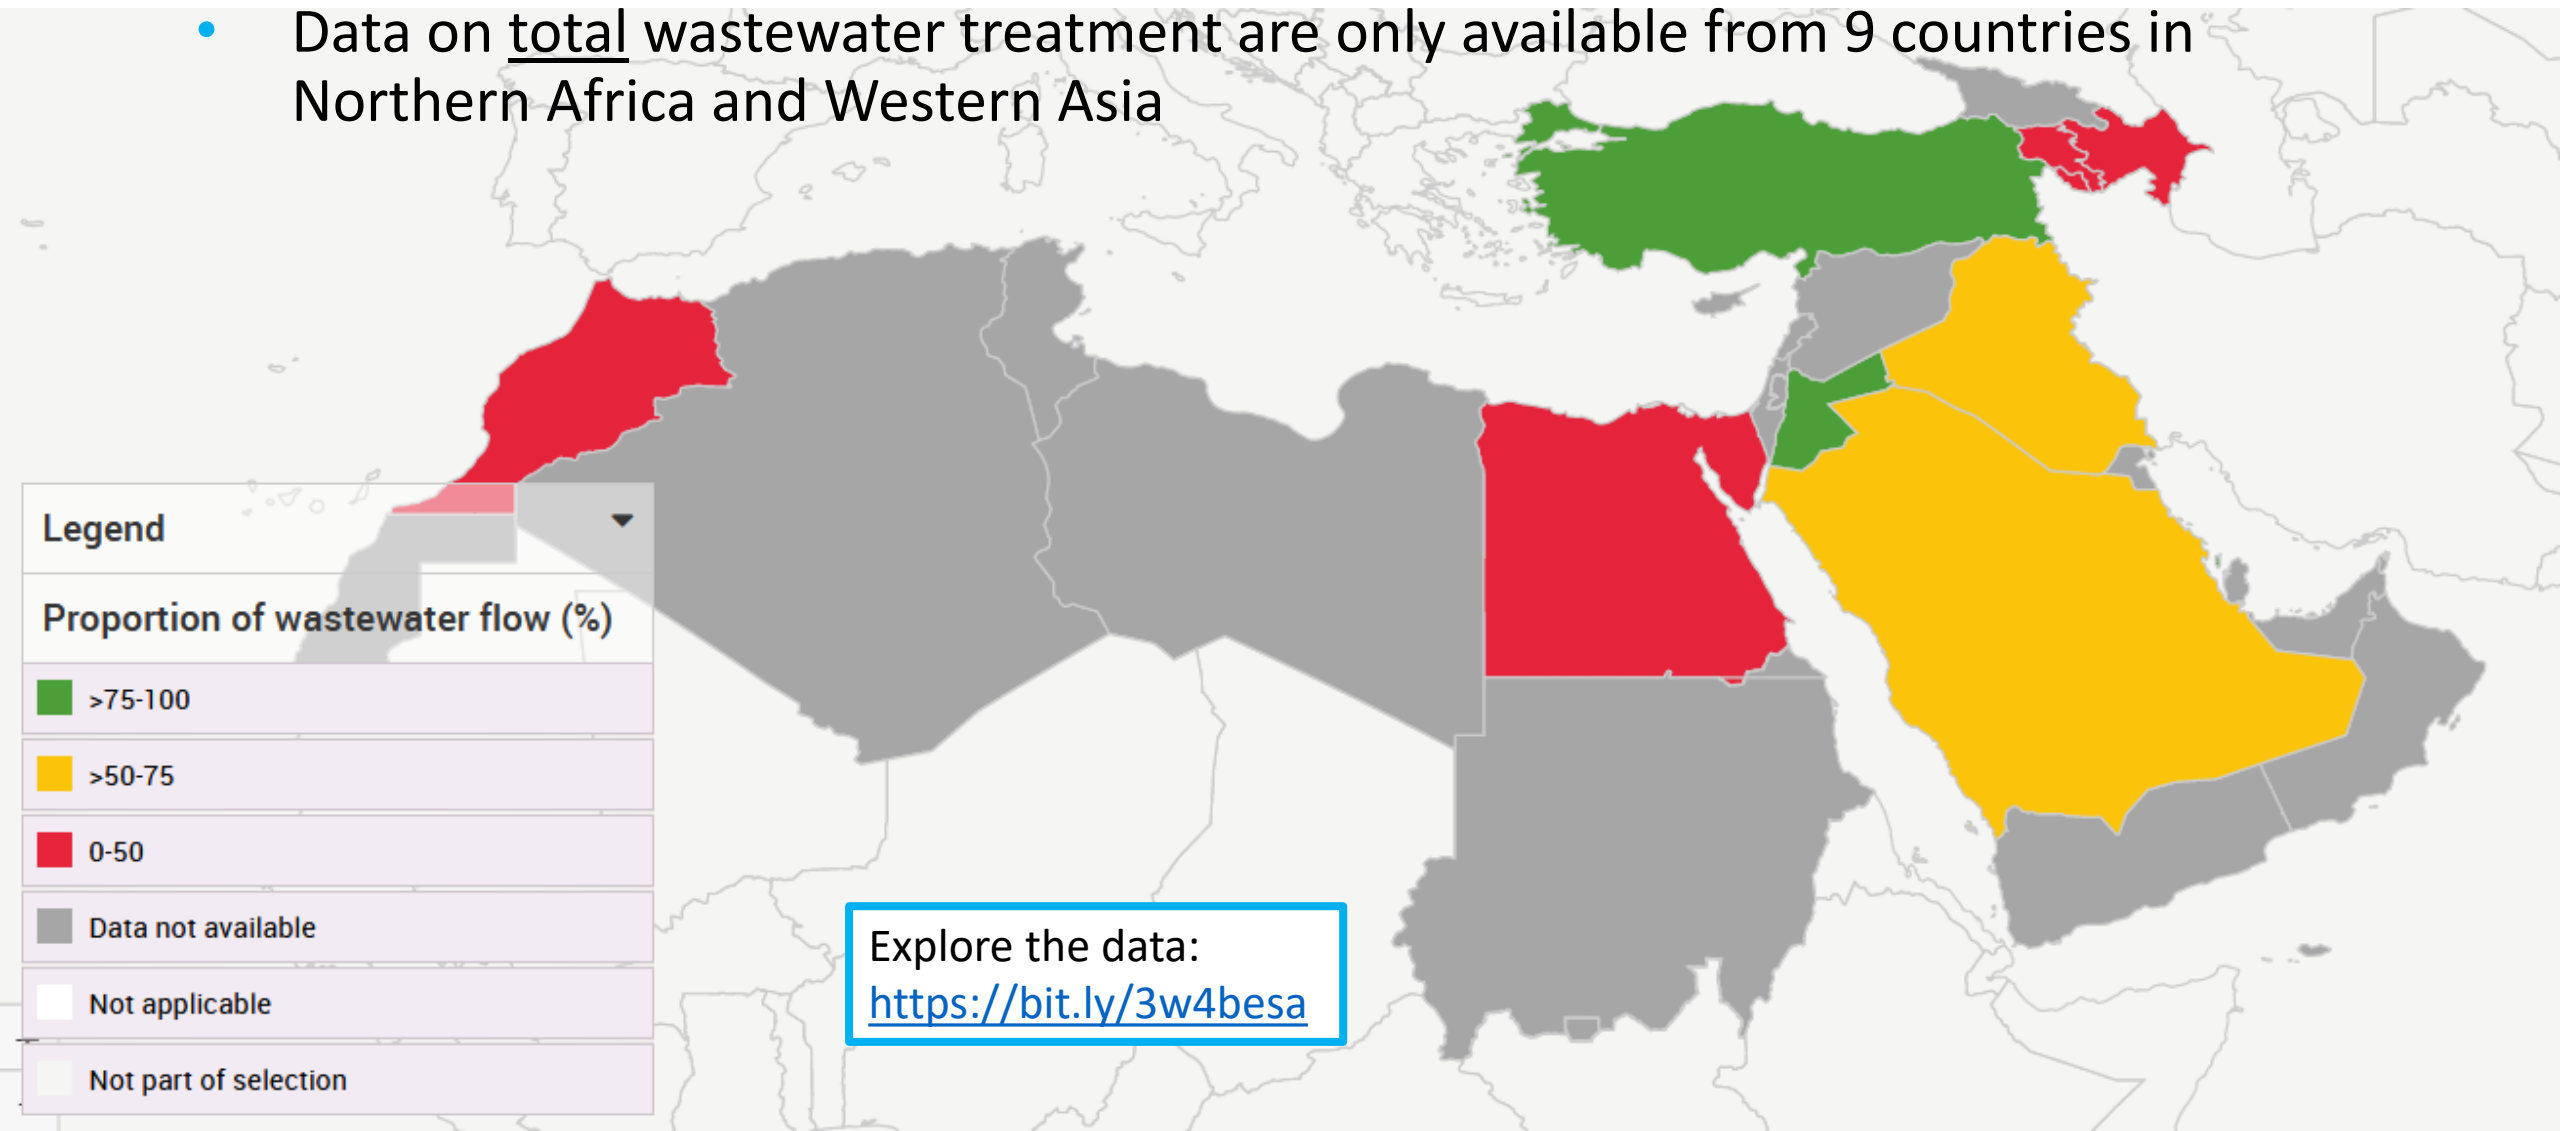 • Data on total wastewater treatment are only available from 9 countries in
Northern Africa and Western Asia
Legend
Proportion of wastewater flow (%)
>75-100
>50-75
0-50
Data not available
Not applicable
Not part of selection
Explore the data:
https://bit.ly/3w4besa